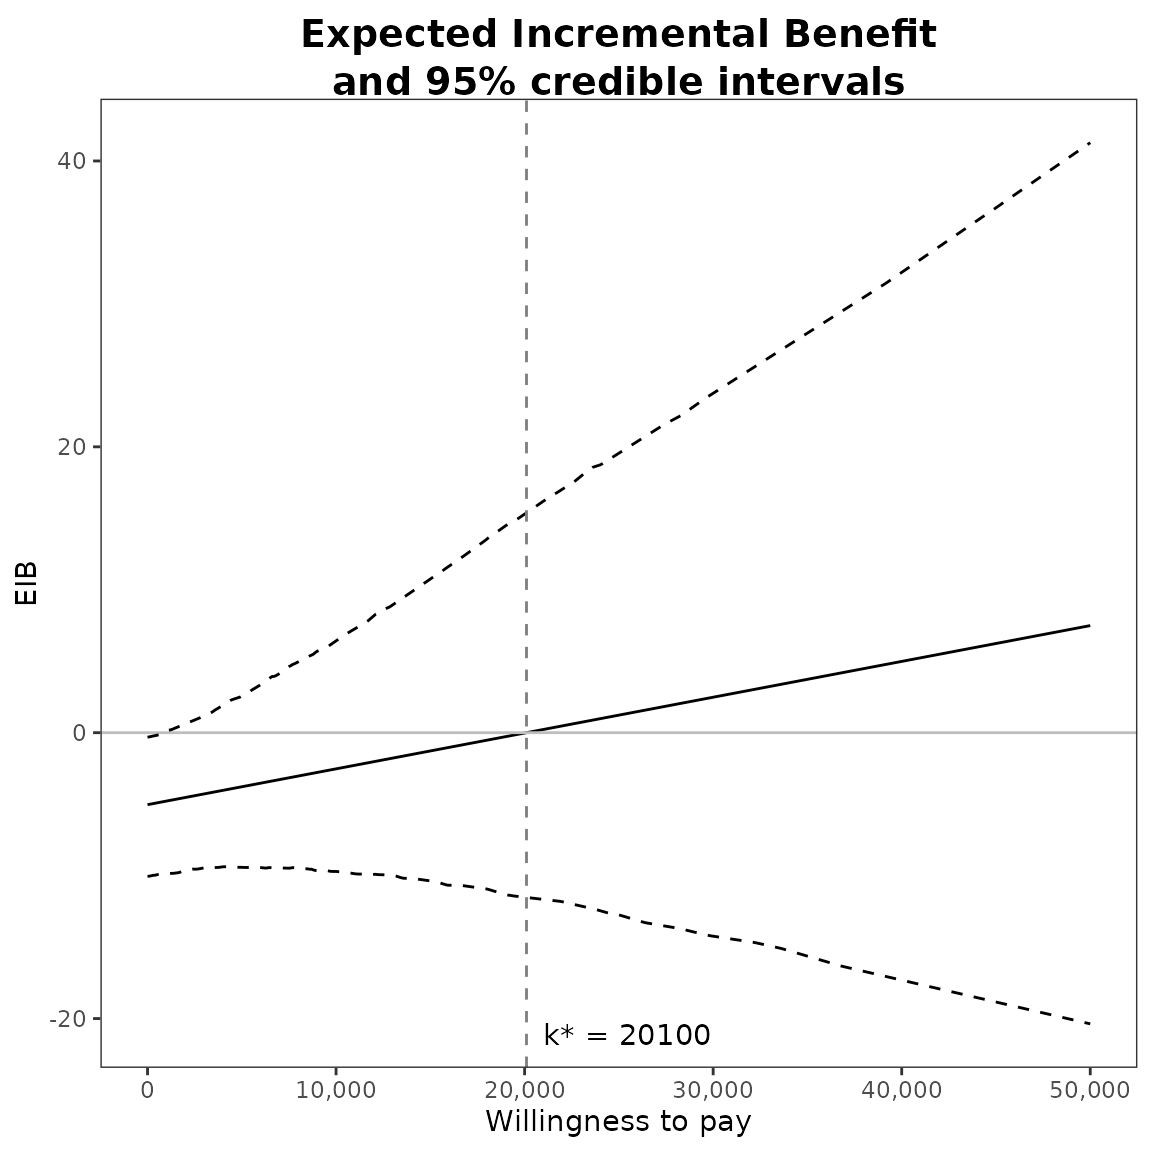 Expected Incremental Benefit
and 95% credible intervals
EIB
40
20
0
-20
k* = 20100
0
10,000
20,000
30,000
40,000
50,000
Willingness to pay